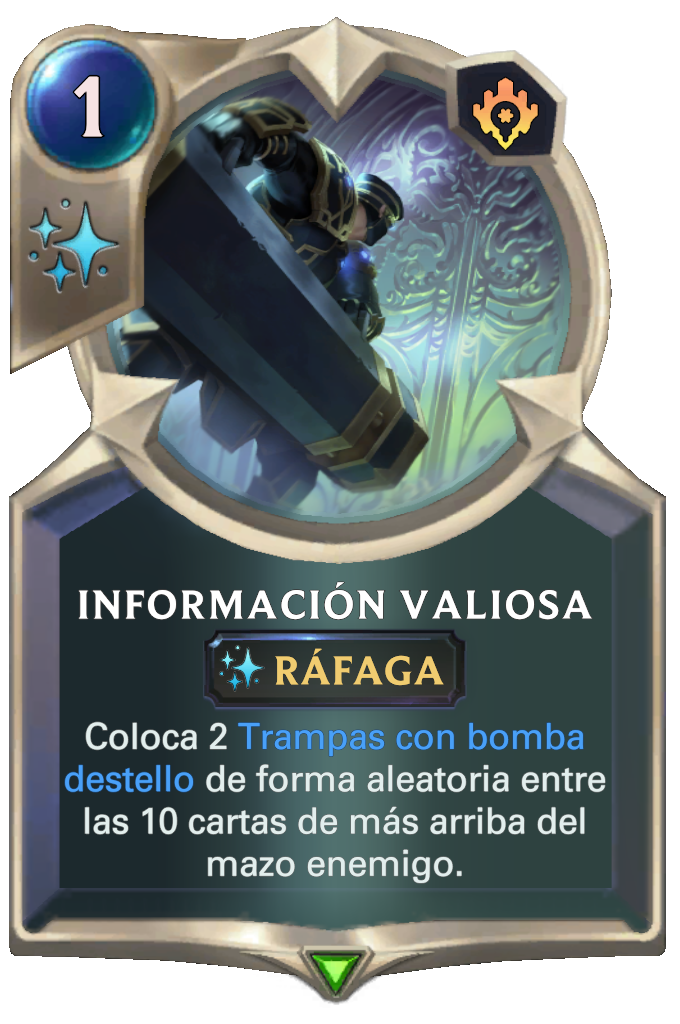 1
INFORMACIÓN VALIOSA
RÁFAGA
Coloca 2 Trampas con bomba
destello de forma aleatoria entre
las 10 cartas de más arriba del
mazo enemigo.